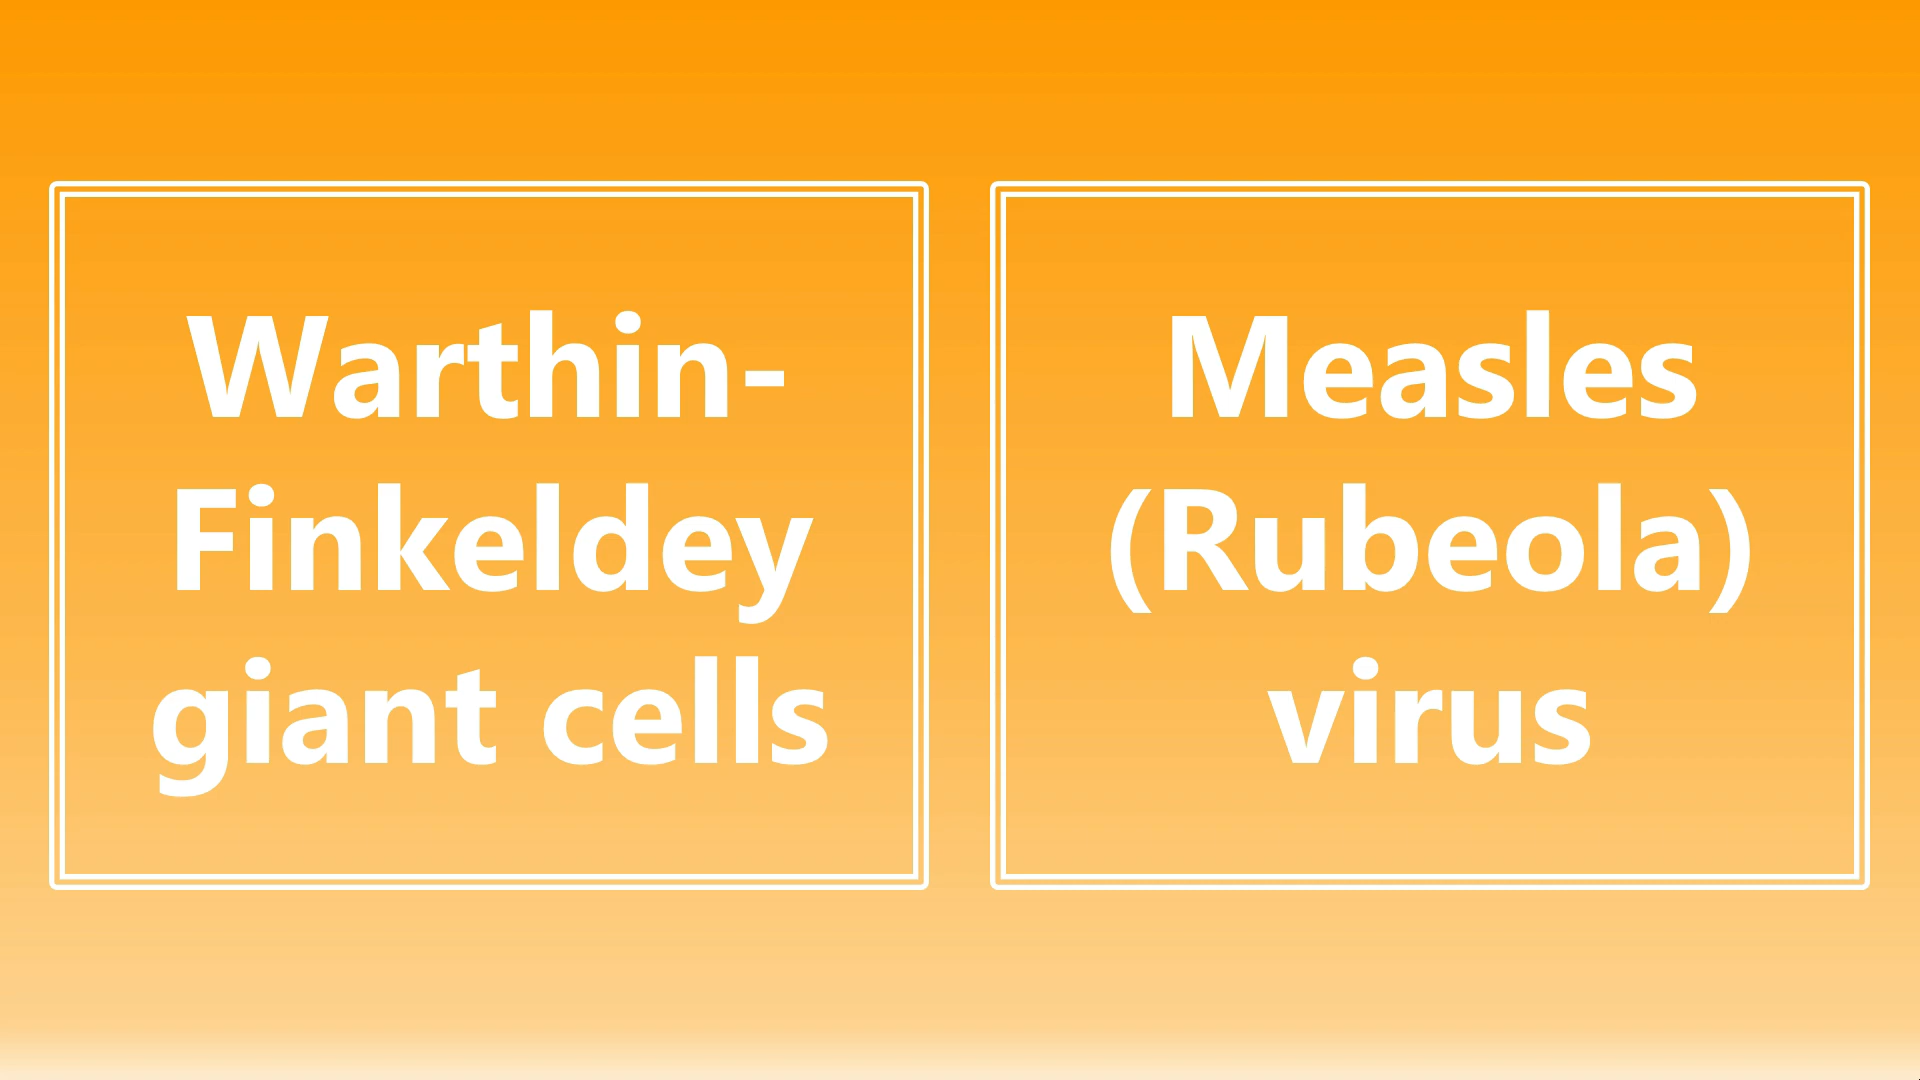 Warthin-
Finkeldey
giant cells
Measles
(Rubeola)
virus